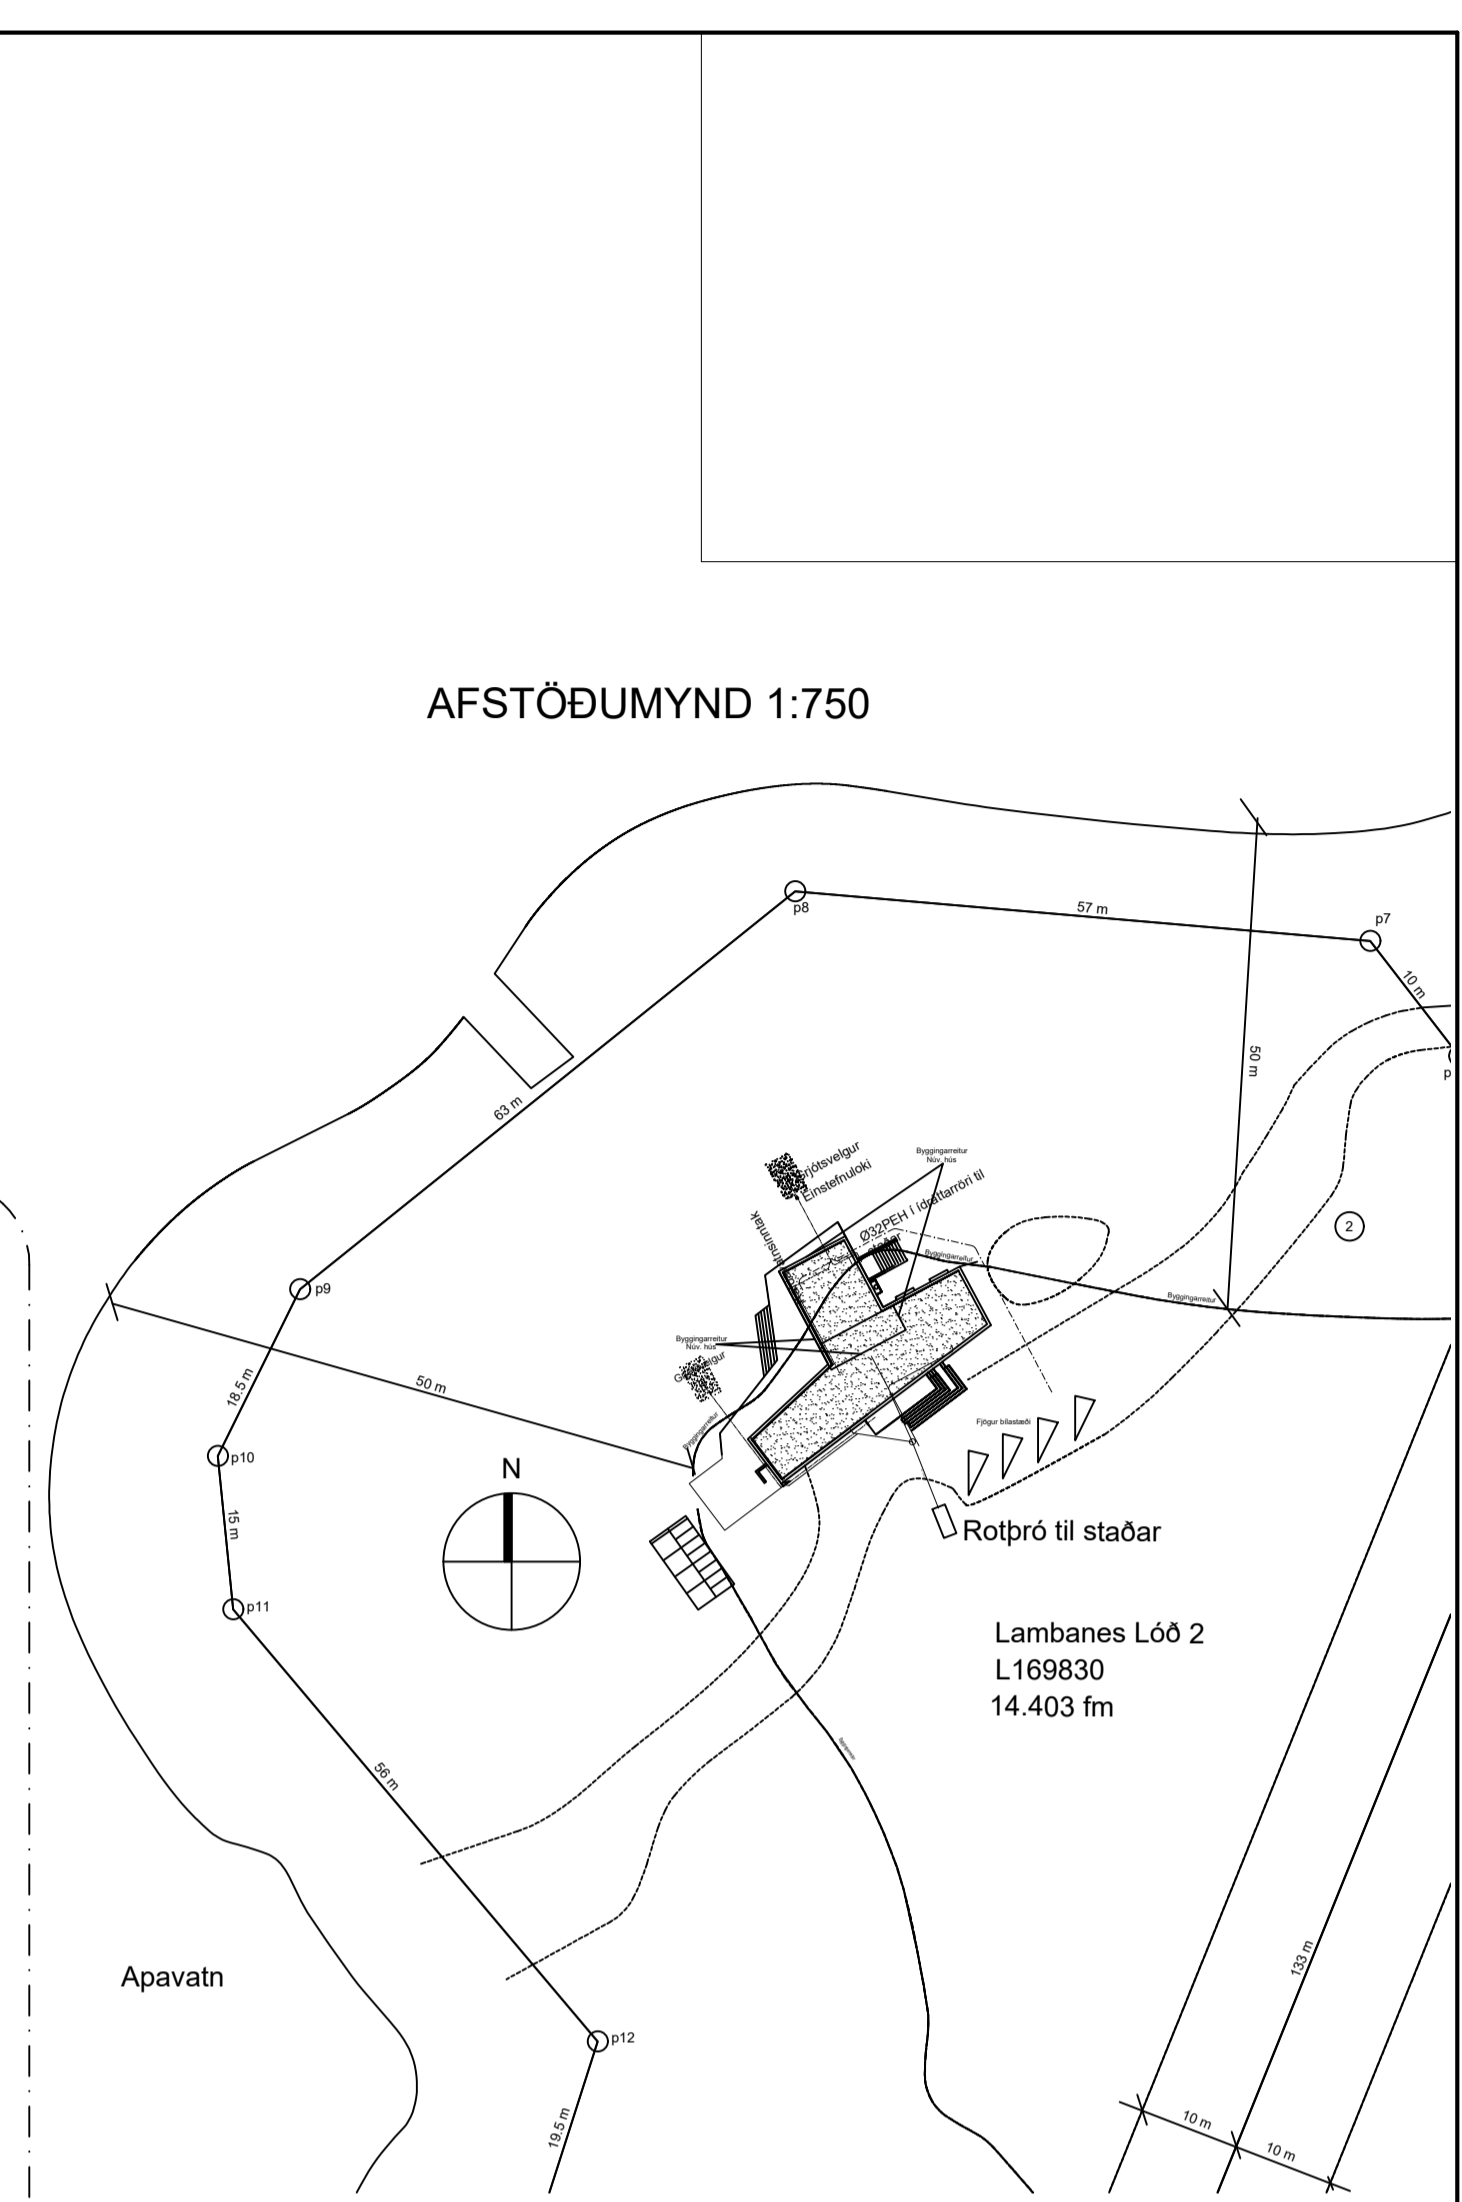 AFSTÖÐUMYND 1:750
p8
57 m
p7
10 m
50 m
63 m
Byggingarreitur
Núv. hús
Einstefnuloki
Ø32PEH í ídráttarröri til
Byggingarreitur
2
Byggingarreitur
p9
Byggingarreitur
Núv. hús
50 m
18.5 m
Byggingarreitur
Fjögur bílastæði
p10
N
15 m
Rotþró til staðar
p11
Lambanes Lóð 2
L169830
14.403 fm
56 m
133 m
Apavatn
p12
19.5 m
10 m
10 m